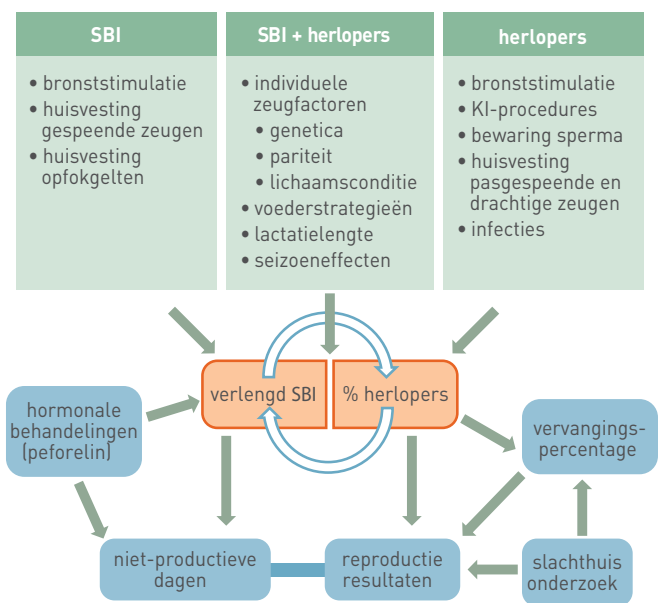 SBI
• bronststimulatie
• huisvesting
gespeende zeugen
• huisvesting
opfokgelten
SBI + herlopers
• individuele
zeugfactoren
• genetica
• pariteit
• lichaamsconditie
• voederstrategieën
• lactatielengte
• seizoeneffecten
herlopers
• bronststimulatie
• KI-procedures
• bewaring sperma
• huisvesting
pasgespeende en
drachtige zeugen
• infecties
verlengd SBI
% herlopers
hormonale
behandelingen
(peforelin)
vervangings-
percentage
niet-productieve
dagen
reproductie
resultaten
slachthuis
onderzoek